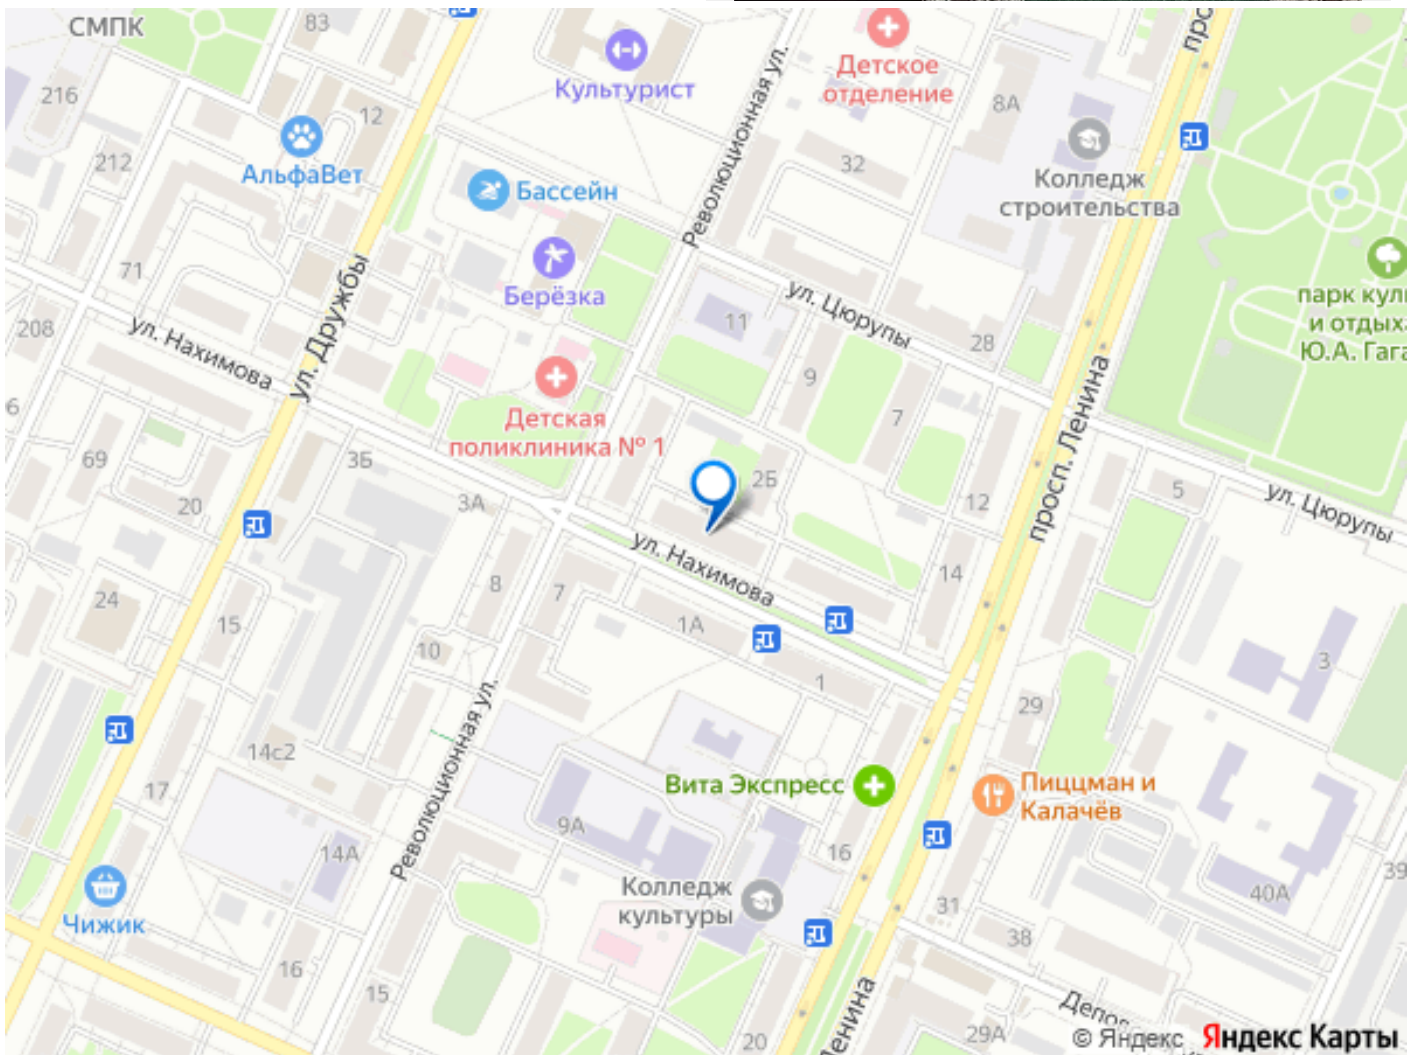 СМПК
83
просп
216
12
Культурист
Революционная ул.
Детское
отделение
8А
212
АльфаВет
Бассейн
32
Колледж
строительства
71
ул. Дружбы
Берёзка
ул. Цюрупы
парк кул
и отдыха
Ю.А. Гага
208
ул. Нахимова
11
28
9
7
просп. Ленина
Детская
поликлиника № 1
69
3Б
2Б
20
3А
12
5
ул. Цюрупы
ул. Нахимова
14
24
15
8
7
1А
10
1
3
29
Революционная ул.
14с2
17
Вита Экспресс
Пиццман и
Калачёв
9А
14А
16
Колледж
культуры
39
40А
31
38
Чижик
16
15
20
Ленина
29А
Депов
© Яндекс Яндекс Карты